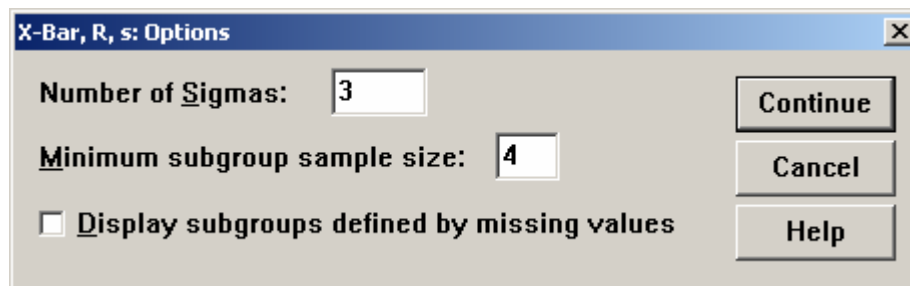 X-Bar, R, s: Options
Number of Sigmas: 3
Continue
Minimum subgroup sample size: 4
Cancel
Display subgroups defined by missing values
Help